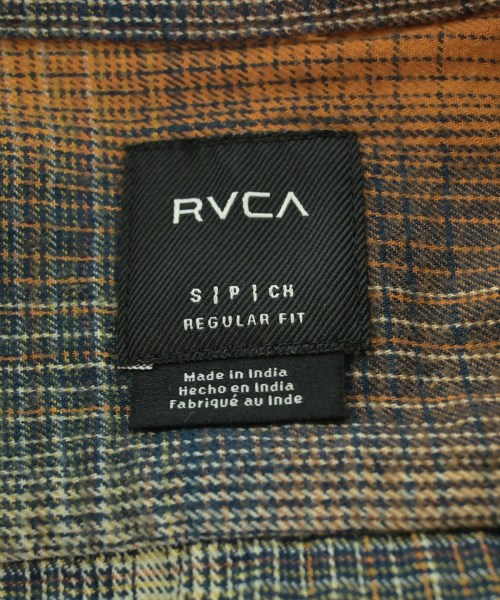 RVCA
S | P | CH
REGULAR FIT
Made in India
Hecho en India
Fabriqué au Inde